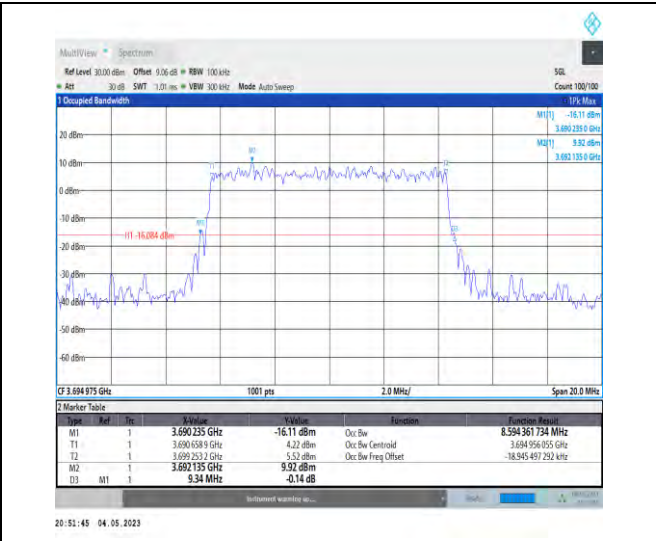 MultiView Spectrum
Ref Level 30.00 dBm Offset 9.06 dB RBW 100 kHz SGL
Att 30 dB SWT 1.01 ms VBW 300 kHz Mode Auto Sweep Count 100/100
1 Occupied Bandwidth 1Pk Max
M1[1] -16.11 dBm
3.690 235 0 GHz
M2[1] 9.92 dBm
3.692 135 0 GHz
20 dBm
M2
10 dBm
T1 T2
0 dBm
-10 dBm
H1 -16.084 dBm
-20 dBm
-30 dBm
-40 dBm
-50 dBm
-60 dBm
CF 3.694 975 GHz 1001 pts 2.0 MHz/ Span 20.0 MHz
2 Marker Table
Type Ref Trc X-Value Y-Value Function Function Result
M1 1 3.690 235 GHz -16.11 dBm Occ Bw 8.594 361 734 MHz
T1 1 3.690 658 9 GHz 4.22 dBm Occ Bw Centroid 3.694 956 055 GHz
T2 1 3.699 253 2 GHz 5.52 dBm Occ Bw Freq Offset -18.945 497 292 kHz
M2 1 3.692 135 GHz 9.92 dBm
D3 M1 1 9.34 MHz -0.14 dB
Instrument warming up...
20:51:45 04.05.2023